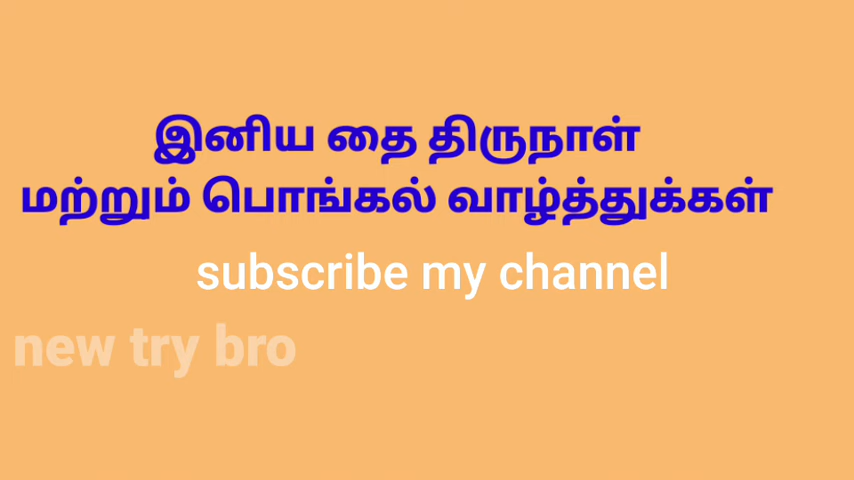 இனிய தை திருநாள்
மற்றும் பொங்கல் வாழ்த்துக்கள்
subscribe my channel
new try bro